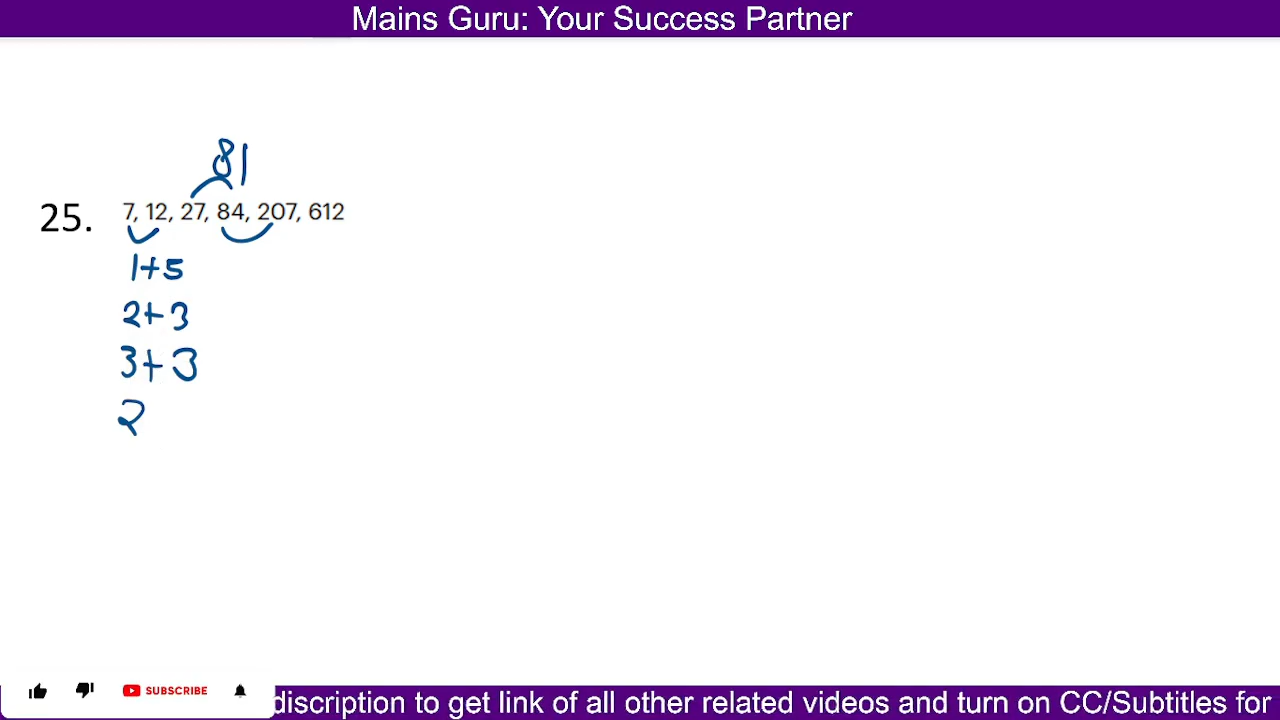 Mains Guru: Your Success Partner
81
25. 7, 12, 27, 84, 207, 612
1+5
2+3
3+3
2
SUBSCRIBE
discription to get link of all other related videos and turn on CC/Subtitles for